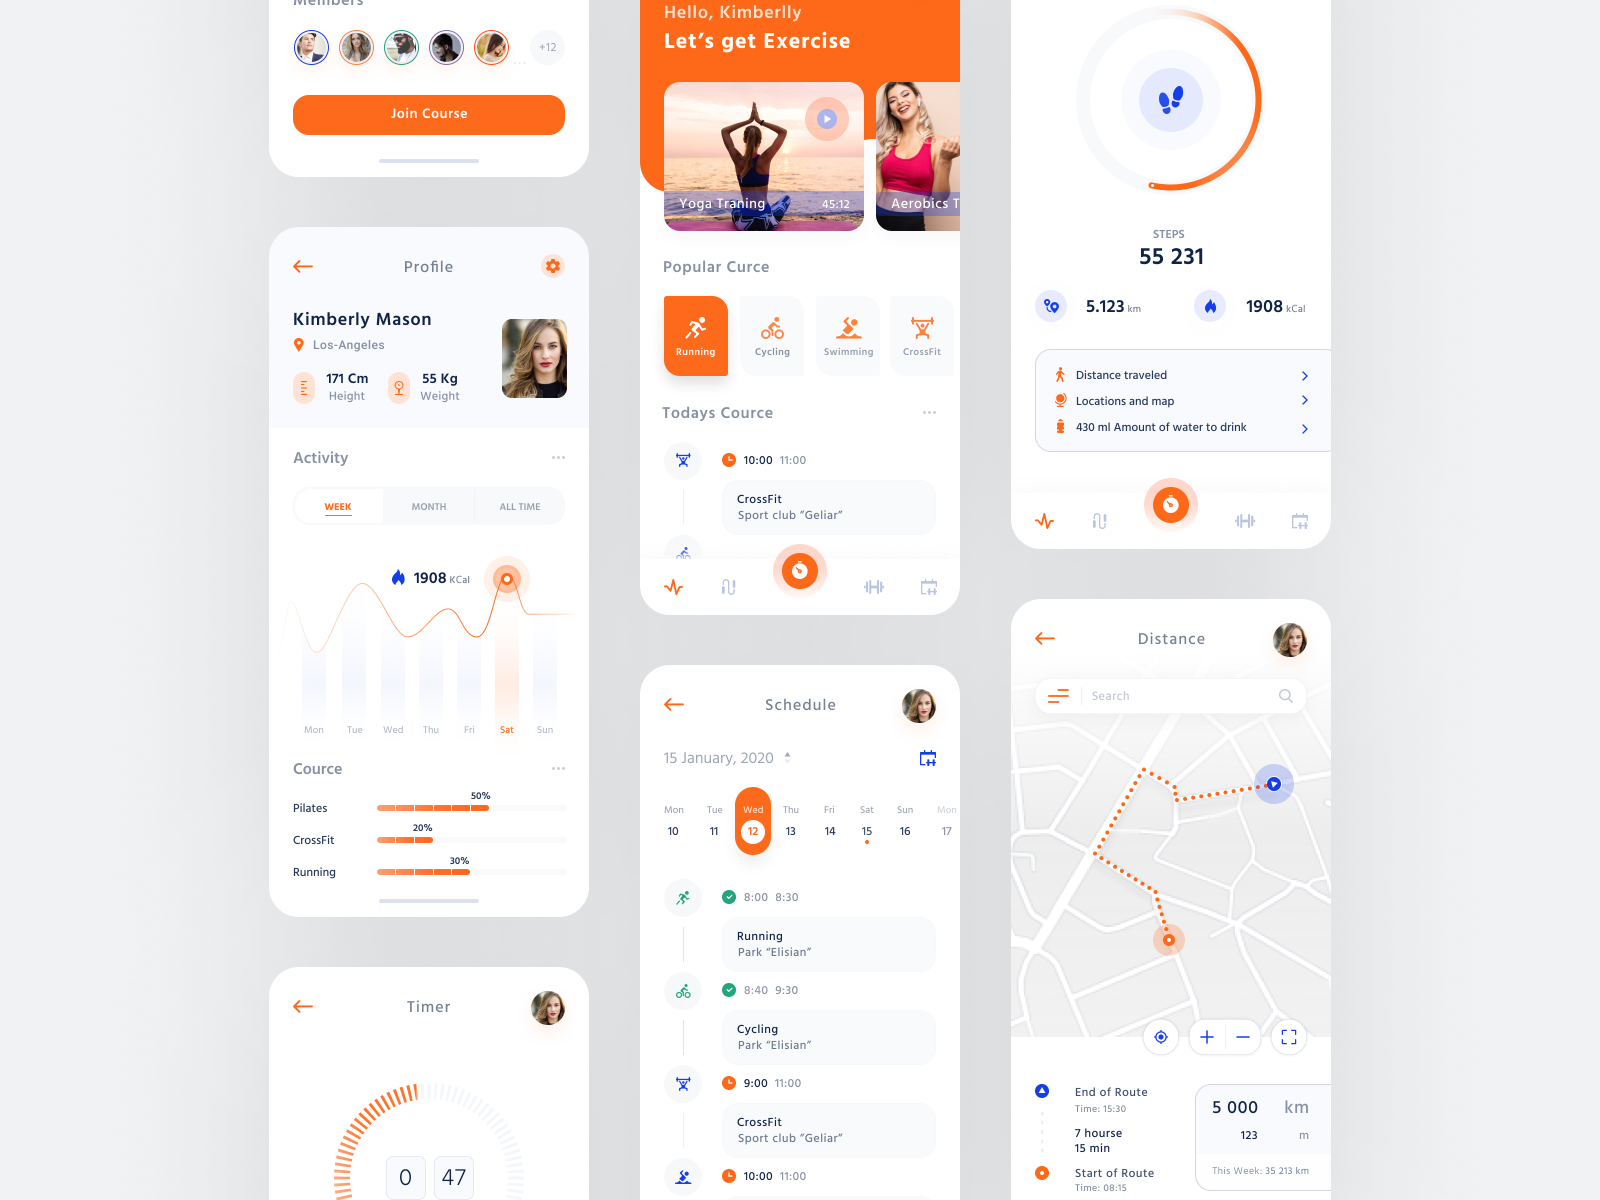 Members
+12
Join Course
Profile
Kimberly Mason
Los-Angeles
171 Cm
Height
55 Kg
Weight
Activity
WEEK MONTH ALL TIME
1908 KCal
Mon Tue Wed Thu Fri Sat Sun
Cource
50%
Pilates
20%
CrossFit
30%
Running
Timer
0 47
Hello, Kimberlly
Let's get Exercise
Yoga Traning 45:12
Aerobics T
Popular Curce
Running Cycling Swimming CrossFit
Todays Cource
10:00 11:00
CrossFit
Sport club "Geliar"
Schedule
15 January, 2020
Mon Tue Wed Thu Fri Sat Sun Mon
10 11 12 13 14 15 16 17
8:00 8:30
Running
Park "Elisian"
8:40 9:30
Cycling
Park "Elisian"
9:00 11:00
CrossFit
Sport club "Geliar"
10:00 11:00
STEPS
55 231
5.123 km
1908 kCal
Distance traveled
Locations and map
430 ml Amount of water to drink
Distance
Search
End of Route
Time: 15:30
7 hourse
15 min
Start of Route
Time: 08:15
5 000 km
123 m
This Week: 35 213 km